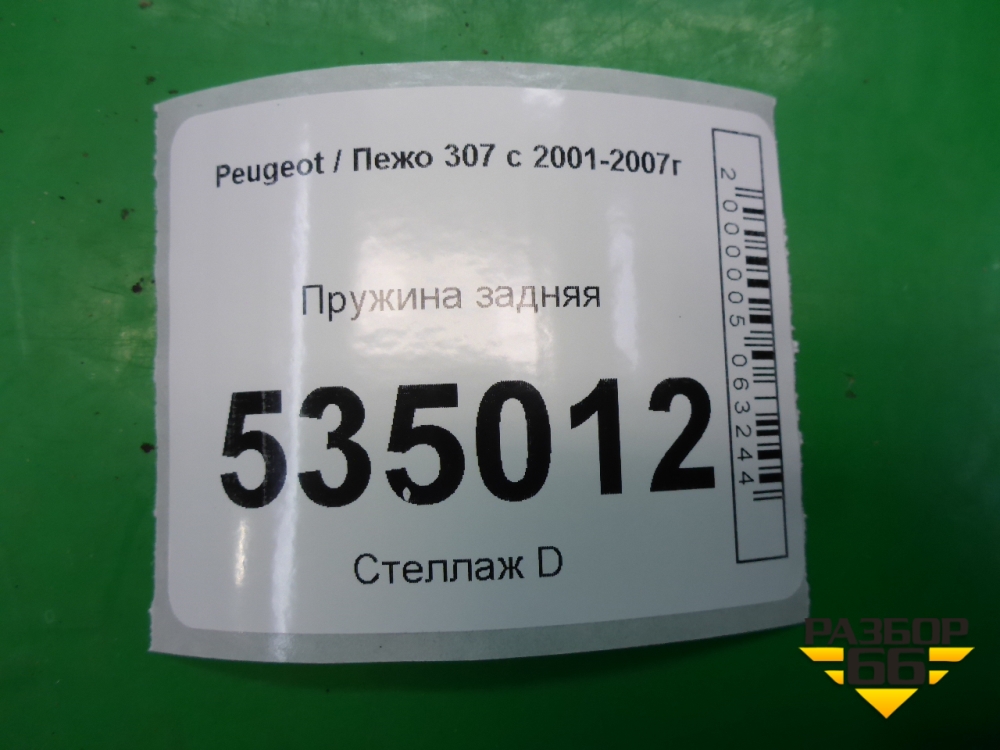 Peugeot / Пежо 307 с 2001-2007г
Пружина задняя
535012
Стеллаж D
2000005063244
РАЗБОР
66